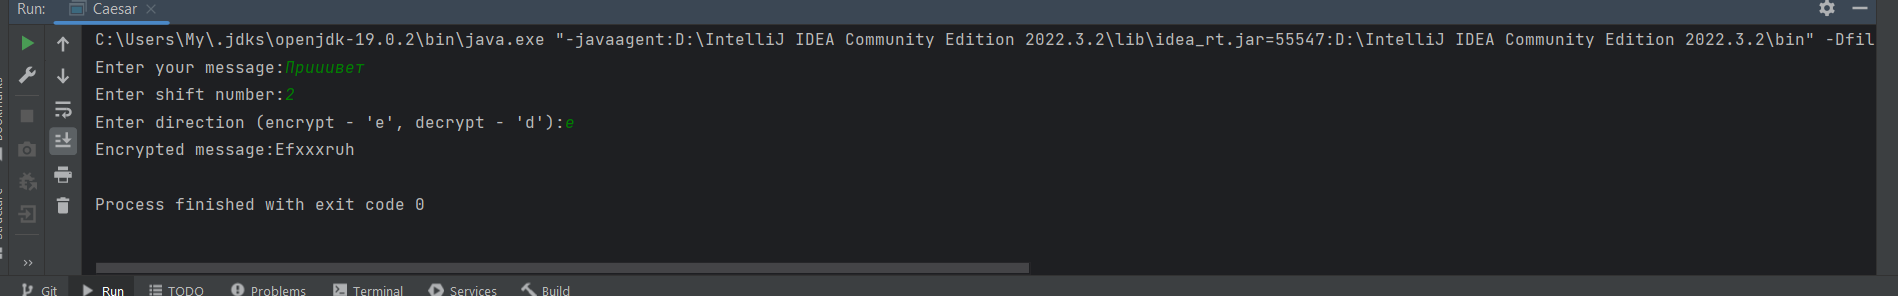 Run: Caesar
C:\Users\My\.jdks\openjdk-19.0.2\bin\java.exe "-javaagent:D:\IntelliJ IDEA Community Edition 2022.3.2\lib\idea_rt.jar=55547:D:\IntelliJ IDEA Community Edition 2022.3.2\bin" -Dfil
Enter your message:Прииивет
Enter shift number:2
Enter direction (encrypt - 'e', decrypt - 'd'):e
Encrypted message:Efxxxruh
Process finished with exit code 0
Git Run TODO Problems Terminal Services Build